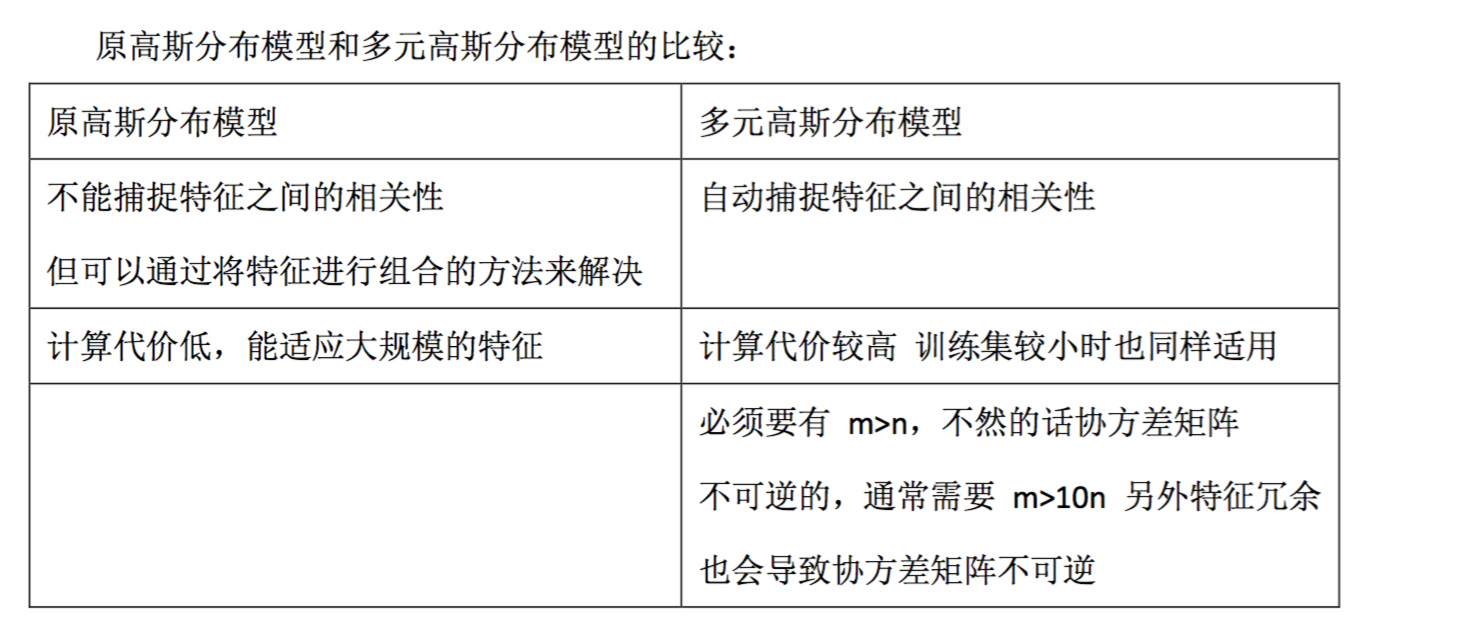 原高斯分布模型和多元高斯分布模型的比较：
原高斯分布模型
多元高斯分布模型
不能捕捉特征之间的相关性
但可以通过将特征进行组合的方法来解决
自动捕捉特征之间的相关性
计算代价低，能适应大规模的特征
计算代价较高 训练集较小时也同样适用
必须要有 m>n，不然的话协方差矩阵
不可逆的，通常需要 m>10n 另外特征冗余
也会导致协方差矩阵不可逆